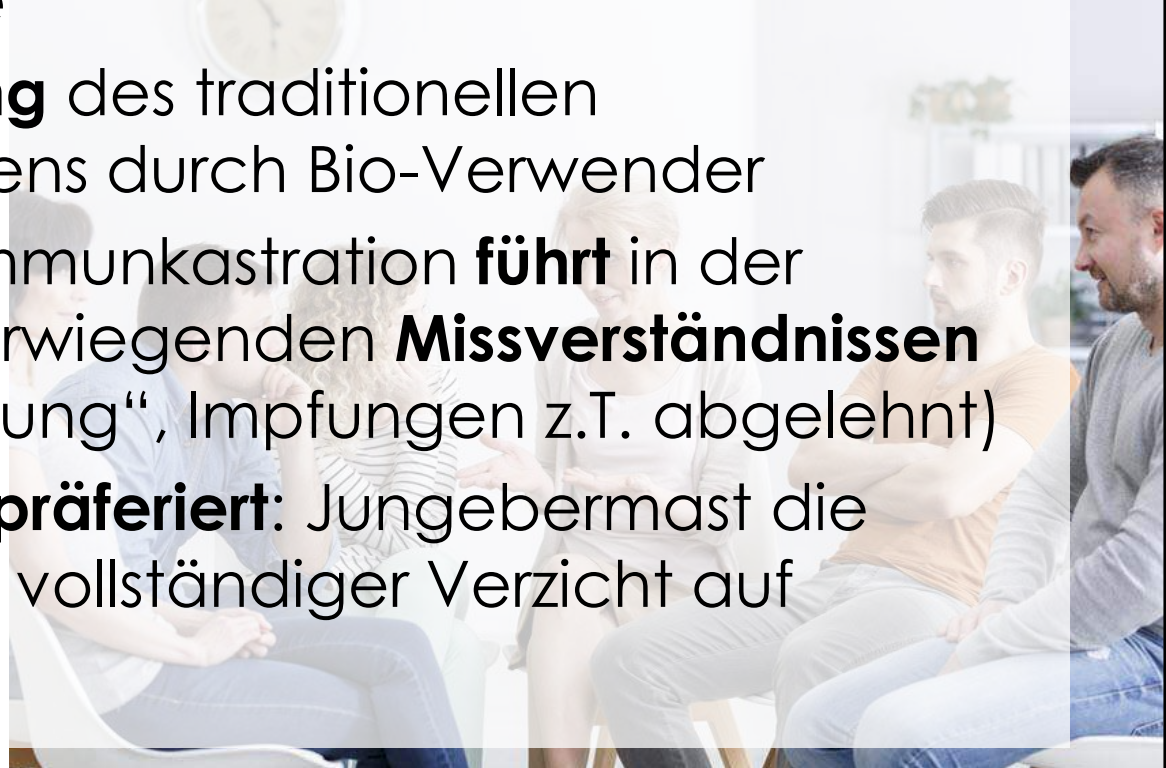 g des traditionellen
ens durch Bio-Verwender
mmunkastration führt in der
rwiegenden Missverständnissen
ung“, Impfungen z.T. abgelehnt)
präferiert: Jungebermast die
vollständiger Verzicht auf